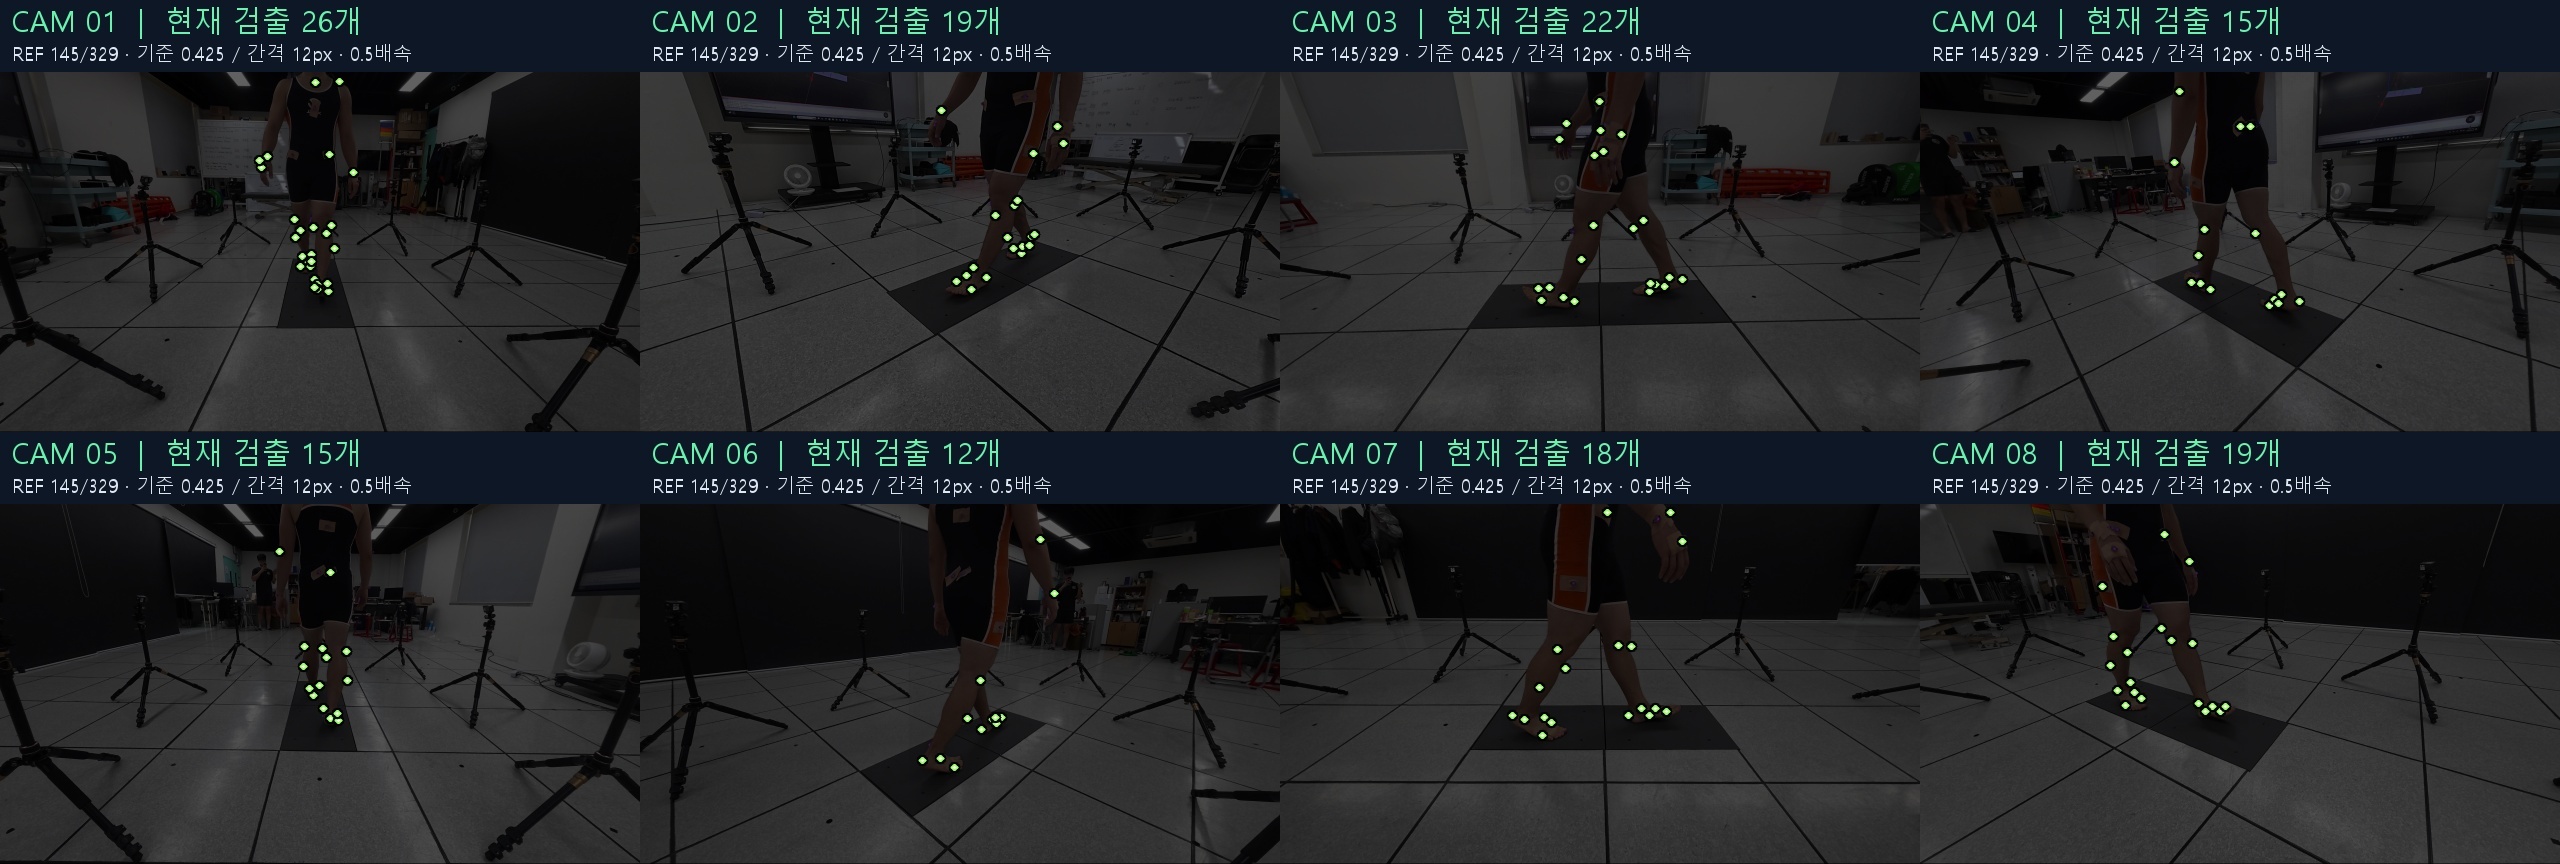 CAM 01 | 현재 검출 26개
REF 145/329 · 기준 0.425 / 간격 12px · 0.5배속
CAM 02 | 현재 검출 19개
REF 145/329 · 기준 0.425 / 간격 12px · 0.5배속
CAM 03 | 현재 검출 22개
REF 145/329 · 기준 0.425 / 간격 12px · 0.5배속
CAM 04 | 현재 검출 15개
REF 145/329 · 기준 0.425 / 간격 12px · 0.5배속
CAM 05 | 현재 검출 15개
REF 145/329 · 기준 0.425 / 간격 12px · 0.5배속
CAM 06 | 현재 검출 12개
REF 145/329 · 기준 0.425 / 간격 12px · 0.5배속
CAM 07 | 현재 검출 18개
REF 145/329 · 기준 0.425 / 간격 12px · 0.5배속
CAM 08 | 현재 검출 19개
REF 145/329 · 기준 0.425 / 간격 12px · 0.5배속